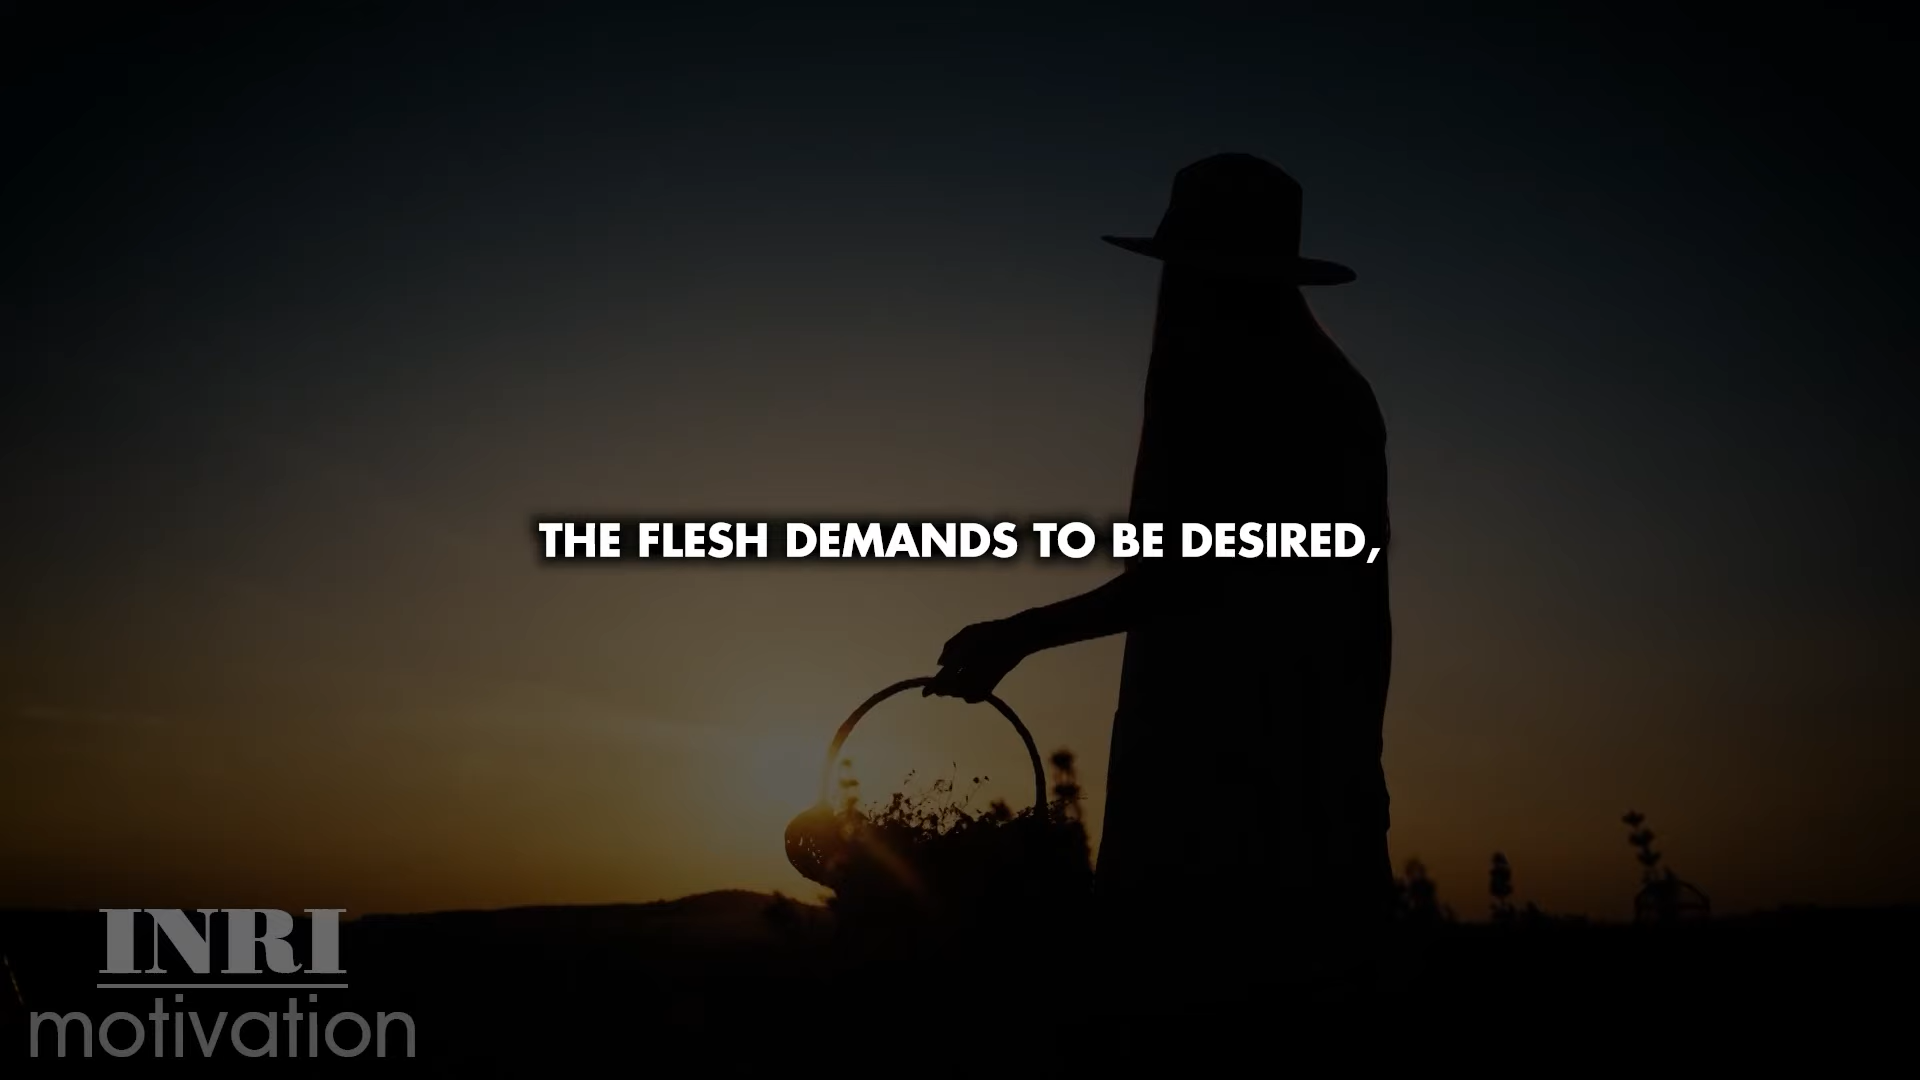 THE FLESH DEMANDS TO BE DESIRED,
INRI
motivation